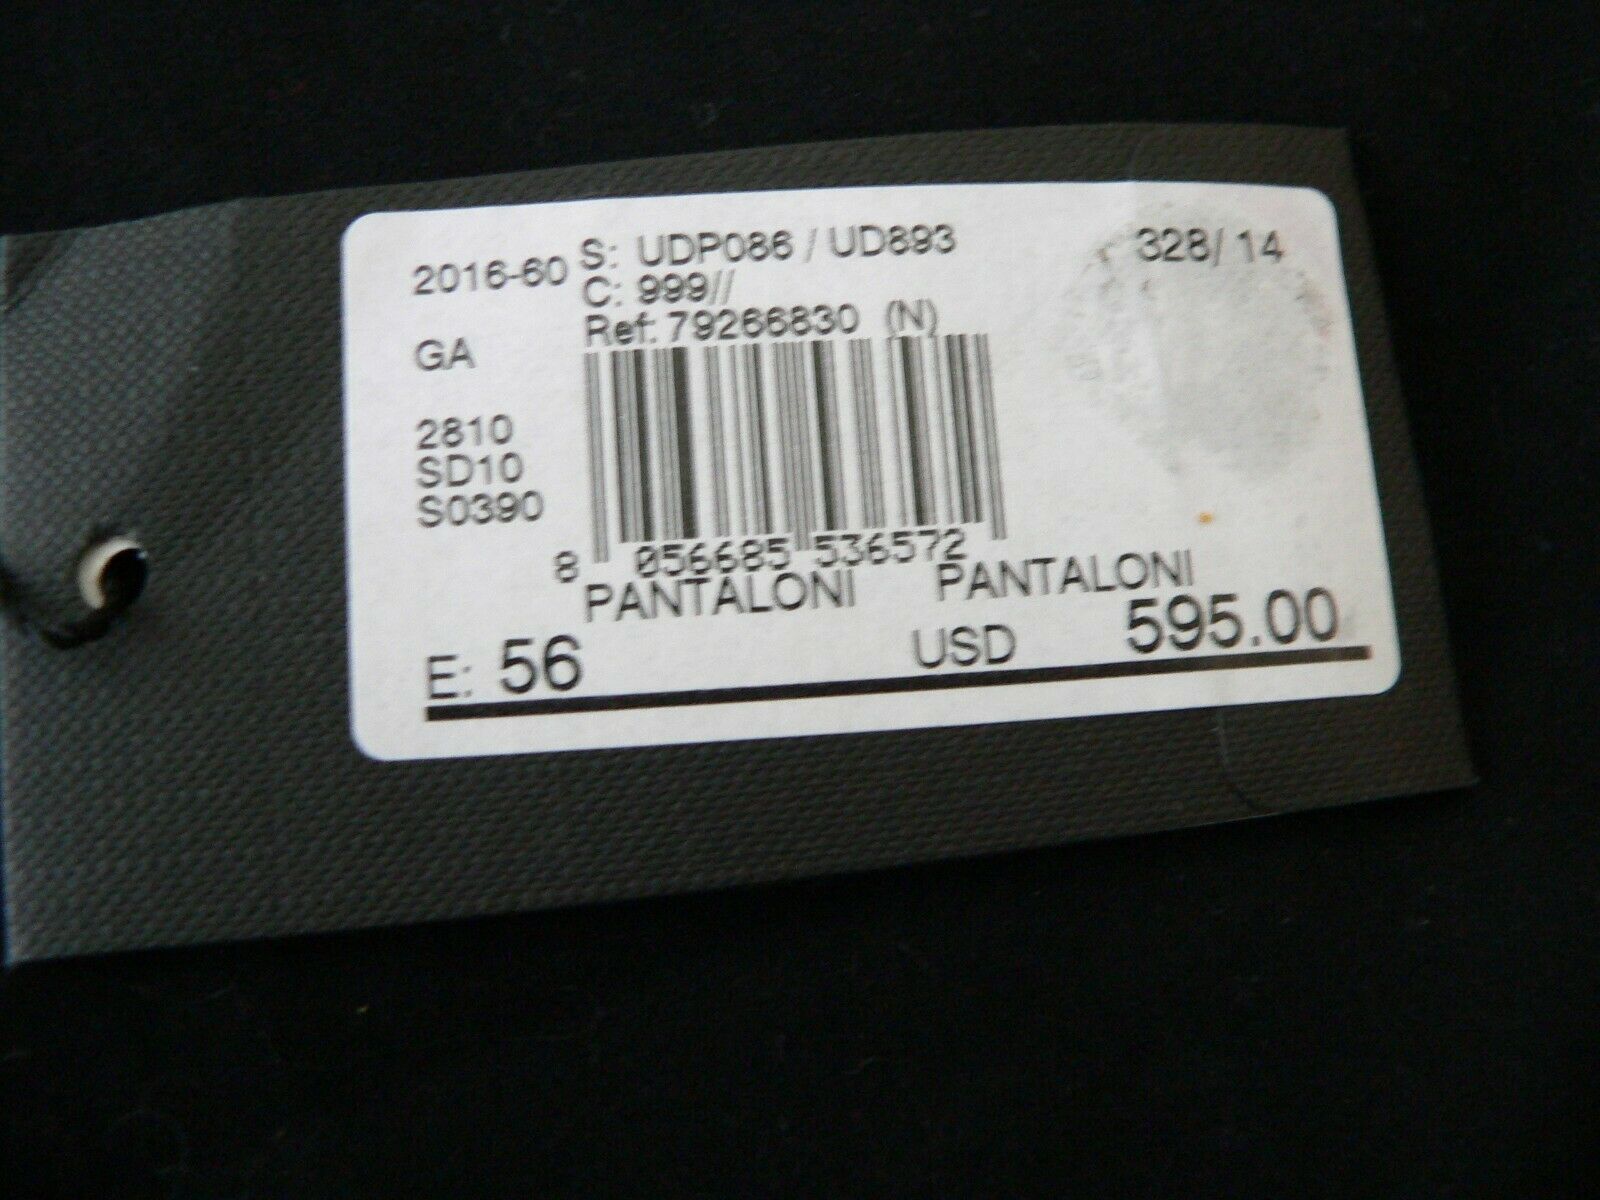 2016-60 S: UDP086 / UD893 328/ 14
C: 999//
Ref: 79266830 (N)
GA
2810
SD10
S0390
8 056685 536572
PANTALONI PANTALONI
E: 56 USD 595.00